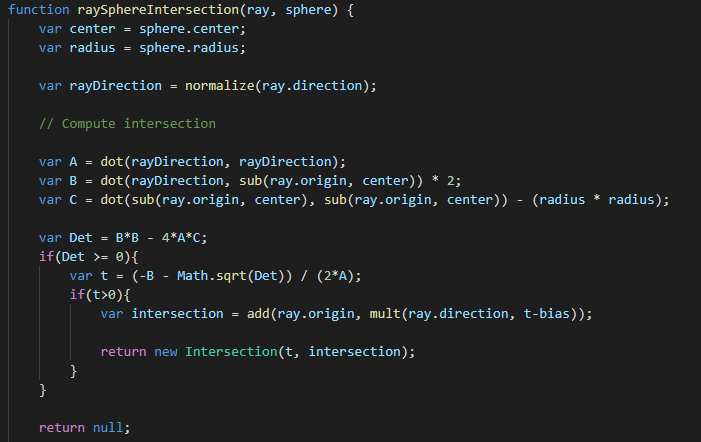 function raySphereIntersection(ray, sphere) {
var center = sphere.center;
var radius = sphere.radius;
var rayDirection = normalize(ray.direction);
// Compute intersection
var A = dot(rayDirection, rayDirection);
var B = dot(rayDirection, sub(ray.origin, center)) * 2;
var C = dot(sub(ray.origin, center), sub(ray.origin, center)) - (radius * radius);
var Det = B*B - 4*A*C;
if(Det >= 0){
var t = (-B - Math.sqrt(Det)) / (2*A);
if(t>0){
var intersection = add(ray.origin, mult(ray.direction, t-bias));
return new Intersection(t, intersection);
}
}
return null;